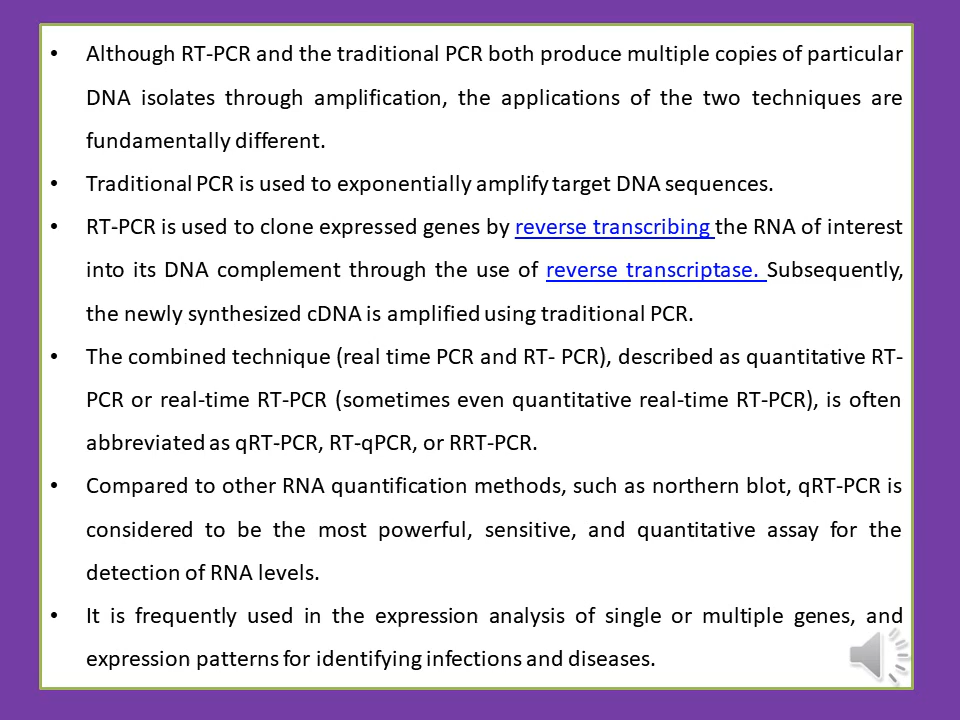 • Although RT-PCR and the traditional PCR both produce multiple copies of particular
DNA isolates through amplification, the applications of the two techniques are
fundamentally different.
• Traditional PCR is used to exponentially amplify target DNA sequences.
• RT-PCR is used to clone expressed genes by reverse transcribing the RNA of interest
into its DNA complement through the use of reverse transcriptase. Subsequently,
the newly synthesized cDNA is amplified using traditional PCR.
• The combined technique (real time PCR and RT- PCR), described as quantitative RT-
PCR or real-time RT-PCR (sometimes even quantitative real-time RT-PCR), is often
abbreviated as qRT-PCR, RT-qPCR, or RRT-PCR.
• Compared to other RNA quantification methods, such as northern blot, qRT-PCR is
considered to be the most powerful, sensitive, and quantitative assay for the
detection of RNA levels.
• It is frequently used in the expression analysis of single or multiple genes, and
expression patterns for identifying infections and diseases.